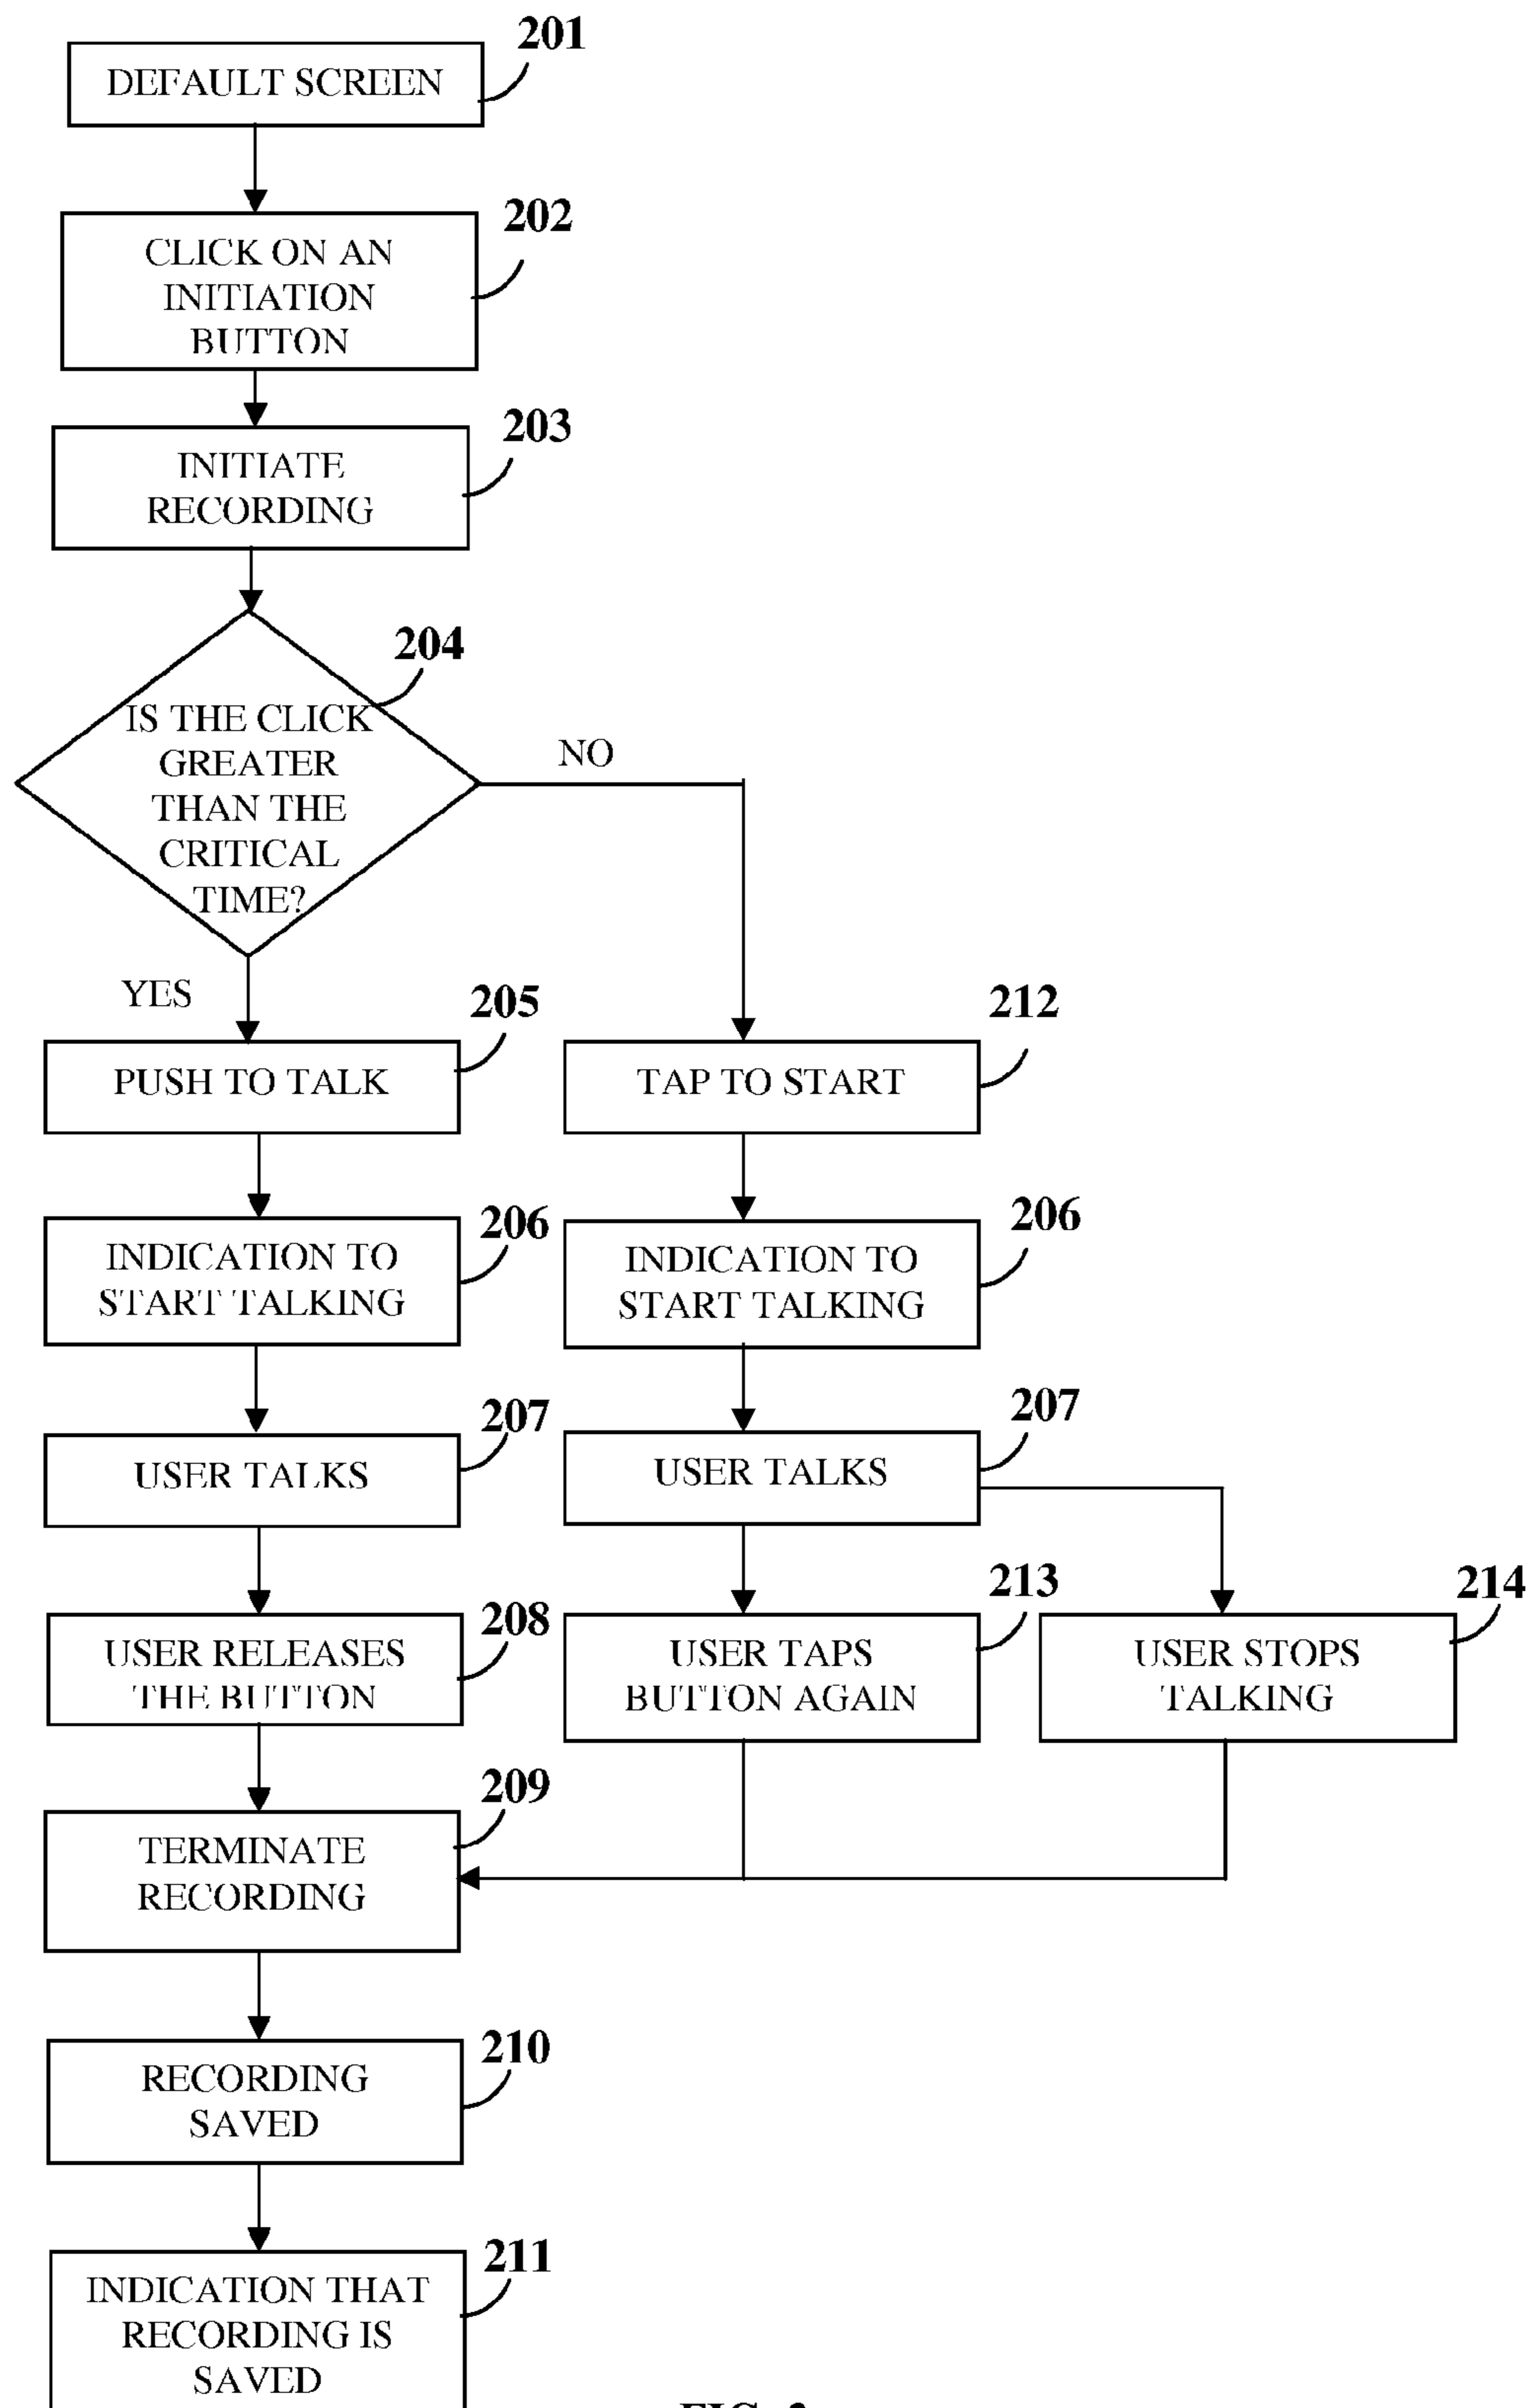 201
DEFAULT SCREEN
202
CLICK ON AN
INITIATION
BUTTON
203
INITIATE
RECORDING
204
IS THE CLICK
GREATER
THAN THE
CRITICAL
TIME?
NO
YES
205
PUSH TO TALK
212
TAP TO START
206
INDICATION TO
START TALKING
206
INDICATION TO
START TALKING
207
USER TALKS
207
USER TALKS
208
USER RELEASES
THE BUTTON
213
USER TAPS
BUTTON AGAIN
214
USER STOPS
TALKING
209
TERMINATE
RECORDING
210
RECORDING
SAVED
211
INDICATION THAT
RECORDING IS
SAVED